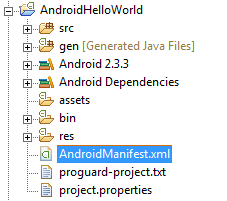 AndroidHelloWorld
src
gen [Generated Java Files]
Android 2.3.3
Android Dependencies
assets
bin
res
AndroidManifest.xml
proguard-project.txt
project.properties